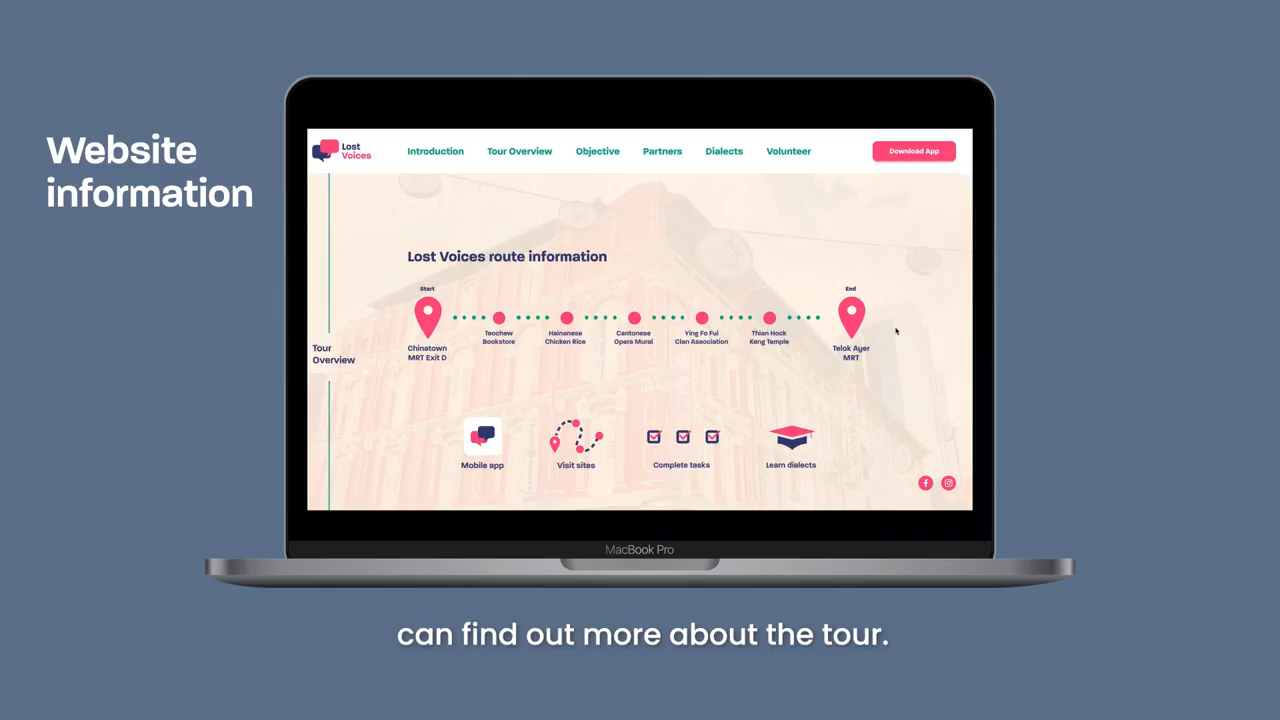 Website
information
Lost
Voices
Introduction
Tour Overview
Objective
Partners
Dialects
Volunteer
Download App
Lost Voices route information
Start
End
Teochew
Bookstore
Hainanese
Chicken Rice
Cantonese
Opera Mural
Ying Fo Fui
Clan Association
Thian Hock
Keng Temple
Chinatown
MRT Exit D
Telok Ayer
MRT
Tour
Overview
Mobile app
Visit sites
Complete tasks
Learn dialects
MacBook Pro
can find out more about the tour.